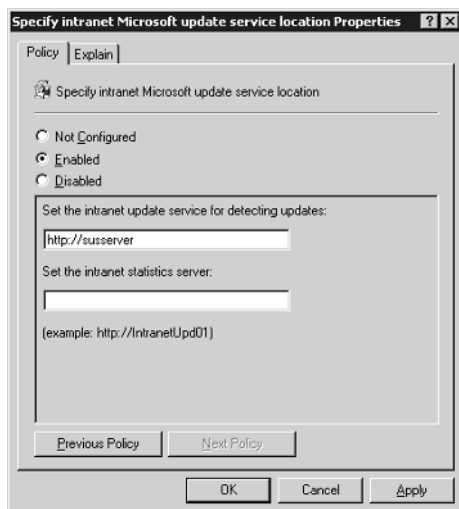 Specify intranet Microsoft update service location Properties
Policy Explain
Specify intranet Microsoft update service location
Not Configured
Enabled
Disabled
Set the intranet update service for detecting updates:
http://susserver
Set the intranet statistics server:
(example: http://IntranetUpd01)
Previous Policy Next Policy
OK Cancel Apply